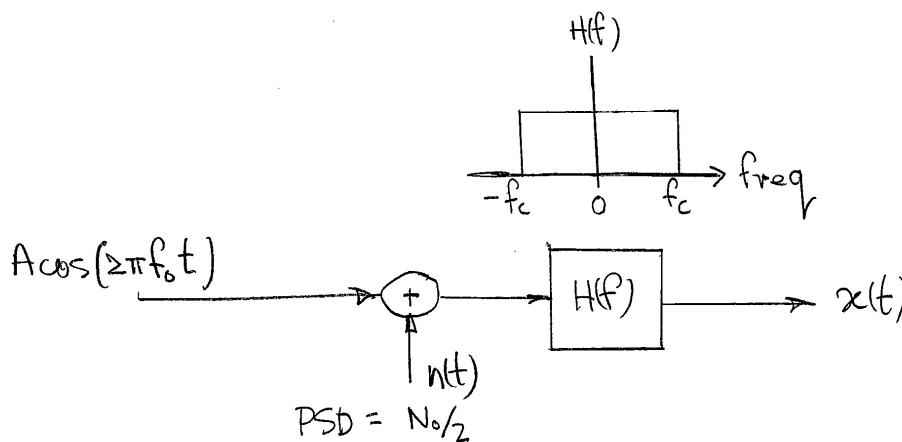 H(f)
freq
-fc 0 fc
Acos(2πf₀t)
+
H(f)
x(t)
n(t)
PSD = N₀/2